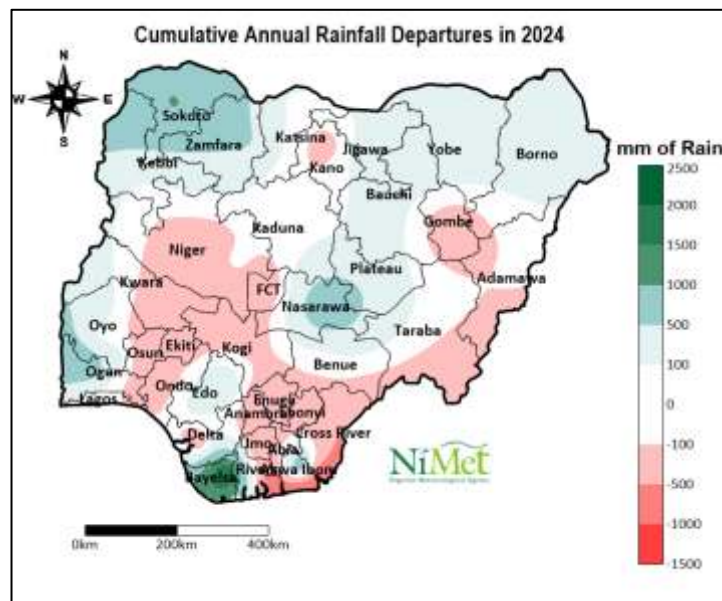 Cumulative Annual Rainfall Departures in 2024
N
W E
S
mm of Rain
Sokoto
Zamfara
Katsina
Kebbi
Kano
Jigawa
Yobe
Borno
Bauchi
Gombe
Kaduna
Niger
Plateau
Adamawa
FCT
Nasarawa
Kwara
Taraba
Oyo
Ekiti
Kogi
Benue
Osun
Ogun
Ondo
Edo
Lagos
Enugu
Anambra
Ebonyi
Delta
Imo
Abia
Cross River
Rivers
Akwa Ibom
Bayelsa
2500
2000
1500
1000
500
100
0
-100
-500
-1000
-1500
NiMet
Nigerian Meteorological Agency
0km 200km 400km